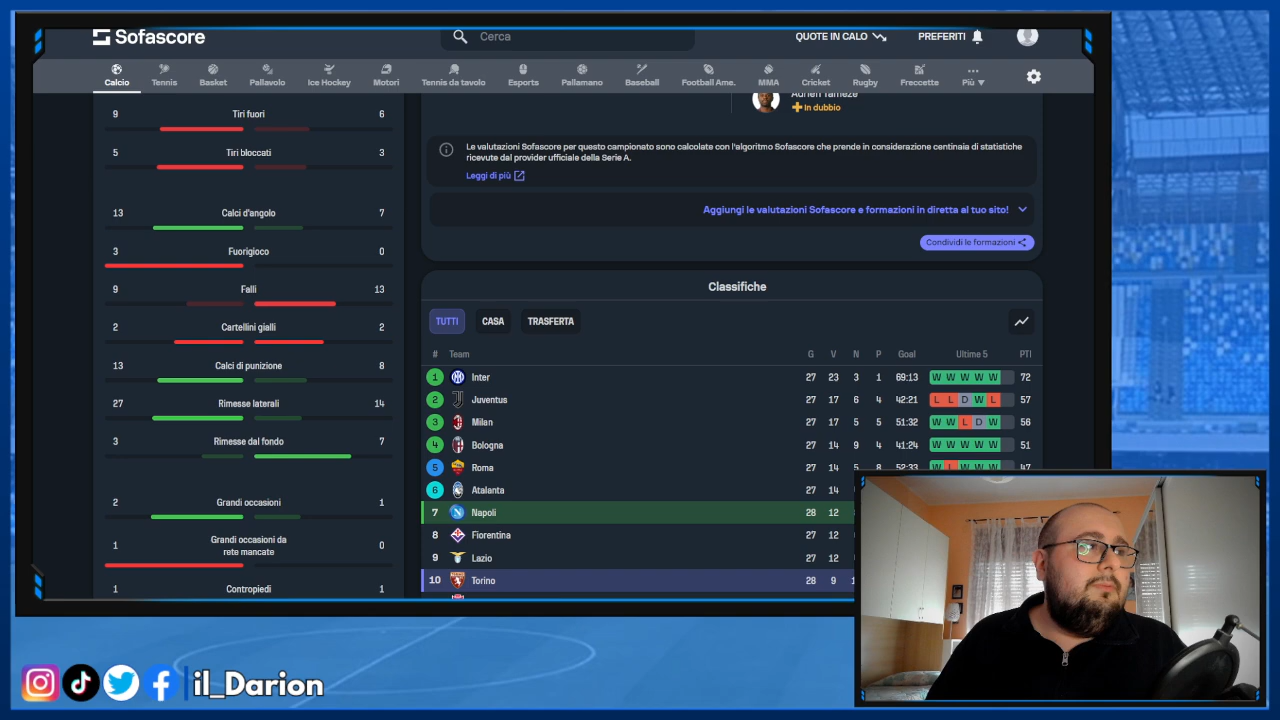 Sofascore
Cerca
QUOTE IN CALO
PREFERITI
Calcio
Tennis
Basket
Pallavolo
Ice Hockey
Motori
Tennis da tavolo
Esports
Pallamano
Baseball
Football Ame.
MMA
Cricket
Rugby
Freccette
Più
9 Tiri fuori 6
5 Tiri bloccati 3
13 Calci d'angolo 7
3 Fuorigioco 0
9 Falli 13
2 Cartellini gialli 2
13 Calci di punizione 8
27 Rimesse laterali 14
3 Rimesse dal fondo 7
2 Grandi occasioni 1
1 Grandi occasioni da 0
rete mancate
1 Contropiedi 1
Adrien Tameze
In dubbio
Le valutazioni Sofascore per questo campionato sono calcolate con l'algoritmo Sofascore che prende in considerazione centinaia di statistiche
ricevute dal provider ufficiale della Serie A.
Leggi di più
Aggiungi le valutazioni Sofascore e formazioni in diretta al tuo sito!
Condividi le formazioni
Classifiche
TUTTI CASA TRASFERTA
# Team G V N P Goal Ultime 5 PTI
1 Inter 27 23 3 1 69:13 W W W W W 72
2 Juventus 27 17 6 4 42:21 L L D W L 57
3 Milan 27 17 5 5 51:32 W W L D W 56
4 Bologna 27 14 9 4 41:24 W W W W W 51
5 Roma 27 14 5 8 52:33 W L W W W 47
6 Atalanta 27 14
7 Napoli 28 12
8 Fiorentina 27 12
9 Lazio 27 12
10 Torino 28 9
il_Darion